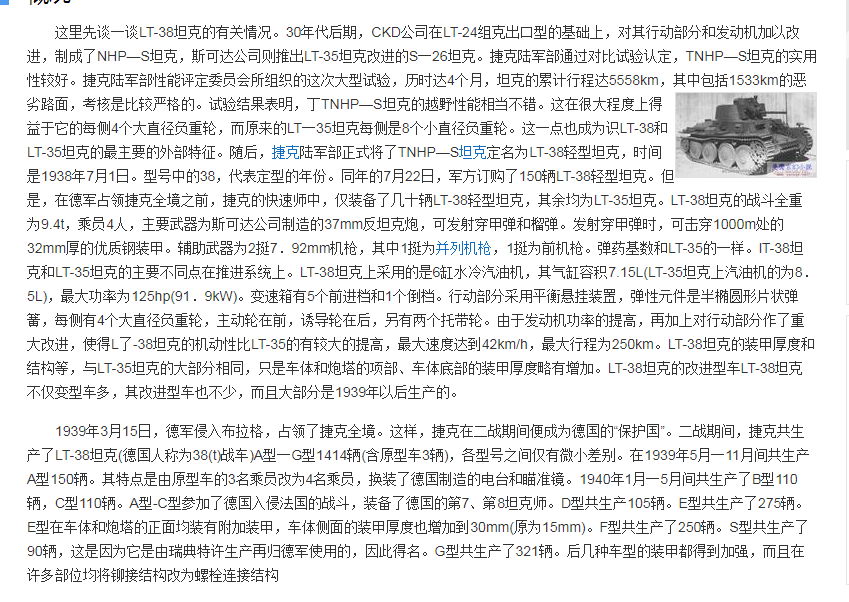 这里先谈一谈LT-38坦克的有关情况。30年代后期，CKD公司在LT-24组克出口型的基础上，对其行动部分和发动机加以改
进，制成了NHP—S坦克，斯可达公司则推出LT-35坦克改进的S一26坦克。捷克陆军部通过对比试验认定，TNHP—S坦克的实用
性较好。捷克陆军部性能评定委员会所组织的这次大型试验，历时达4个月，坦克的累计行程达5558km，其中包括1533km的恶
劣路面，考核是比较严格的。试验结果表明，丁TNHP—S坦克的越野性能相当不错。这在很大程度上得
益于它的每侧4个大直径负重轮，而原来的LT一35坦克每侧是8个小直径负重轮。这一点也成为识LT-38和
LT-35坦克的最主要的外部特征。随后，捷克陆军部正式将了TNHP—S坦克定名为LT-38轻型坦克，时间
是1938年7月1日。型号中的38，代表定型的年份。同年的7月22日，军方订购了150辆LT-38轻型坦克。但
是，在德军占领捷克全境之前，捷克的快速师中，仅装备了几十辆LT-38轻型坦克，其余均为LT-35坦克。LT-38坦克的战斗全重
为9.4t，乘员4人，主要武器为斯可达公司制造的37mm反坦克炮，可发射穿甲弹和榴弹。发射穿甲弹时，可击穿1000m处的
32mm厚的优质钢装甲。辅助武器为2挺7．92mm机枪，其中1挺为并列机枪，1挺为前机枪。弹药基数和LT-35的一样。IT-38坦
克和LT-35坦克的主要不同点在推进系统上。LT-38坦克上采用的是6缸水冷汽油机，其气缸容积7.15L(LT-35坦克上汽油机的为8．
5L)，最大功率为125hp(91．9kW)。变速箱有5个前进档和1个倒档。行动部分采用平衡悬挂装置，弹性元件是半椭圆形片状弹
簧，每侧有4个大直径负重轮，主动轮在前，诱导轮在后，另有两个托带轮。由于发动机功率的提高，再加上对行动部分作了重
大改进，使得L了-38坦克的机动性比LT-35的有较大的提高，最大速度达到42km/h，最大行程为250km。LT-38坦克的装甲厚度和
结构等，与LT-35坦克的大部分相同，只是车体和炮塔的顶部、车体底部的装甲厚度略有增加。LT-38坦克的改进型车LT-38坦克
不仅变型车多，其改进型车也不少，而且大部分是1939年以后生产的。
1939年3月15日，德军侵入布拉格，占领了捷克全境。这样，捷克在二战期间便成为德国的“保护国”。二战期间，捷克共生
产了LT-38坦克(德国人称为38(t)战车)A型一G型1414辆(含原型车3辆)，各型号之间仅有微小差别。在1939年5月一11月间共生产
A型150辆。其特点是由原型车的3名乘员改为4名乘员，换装了德国制造的电台和瞄准镜。1940年1月一5月间共生产了B型110
辆，C型110辆。A型-C型参加了德国入侵法国的战斗，装备了德国的第7、第8坦克师。D型共生产105辆。E型共生产了275辆。
E型在车体和炮塔的正面均装有附加装甲，车体侧面的装甲厚度也增加到30mm(原为15mm)。F型共生产了250辆。S型共生产了
90辆，这是因为它是由瑞典特许生产再归德军使用的，因此得名。G型共生产了321辆。后几种车型的装甲都得到加强，而且在
许多部位均将铆接结构改为螺栓连接结构